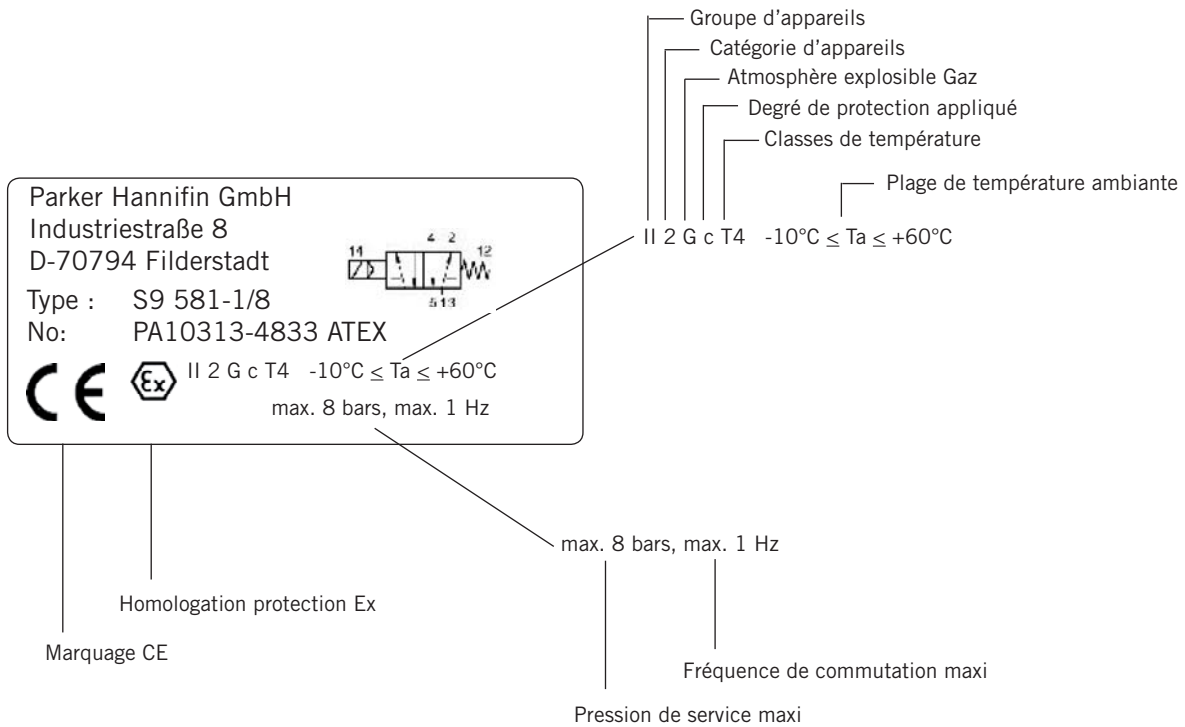 Groupe d'appareils
Catégorie d'appareils
Atmosphère explosible Gaz
Degré de protection appliqué
Classes de température
Plage de température ambiante
II 2 G c T4 -10°C ≤ Ta ≤ +60°C
Parker Hannifin GmbH
Industriestraße 8
D-70794 Filderstadt
14 4 2 12
5 1 3
Type : S9 581-1/8
No: PA10313-4833 ATEX
CE Ex II 2 G c T4 -10°C ≤ Ta ≤ +60°C
max. 8 bars, max. 1 Hz
max. 8 bars, max. 1 Hz
Homologation protection Ex
Marquage CE
Fréquence de commutation maxi
Pression de service maxi